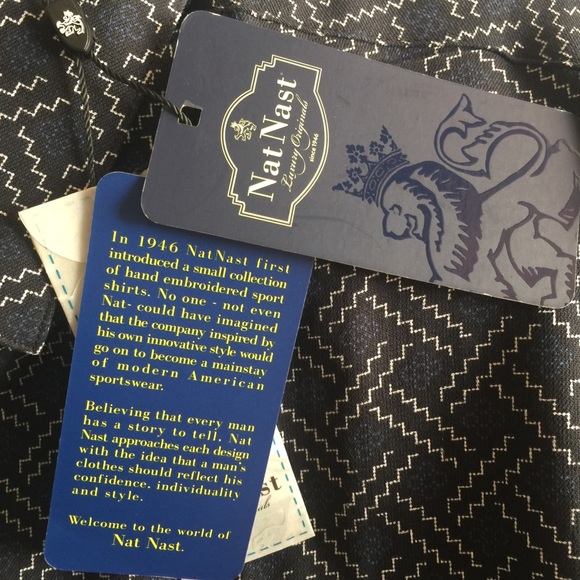 Nat Nast
Luxury Originals
since 1946
In 1946 NatNast first
introduced a small collection
of hand embroidered sport
shirts. No one - not even
Nat- could have imagined
that the company inspired by
his own innovative style would
go on to become a mainstay
of modern American
sportswear.
Believing that every man
has a story to tell, Nat
Nast approaches each design
with the idea that a man's
clothes should reflect his
confidence, individuality
and style.
Welcome to the world of
Nat Nast.